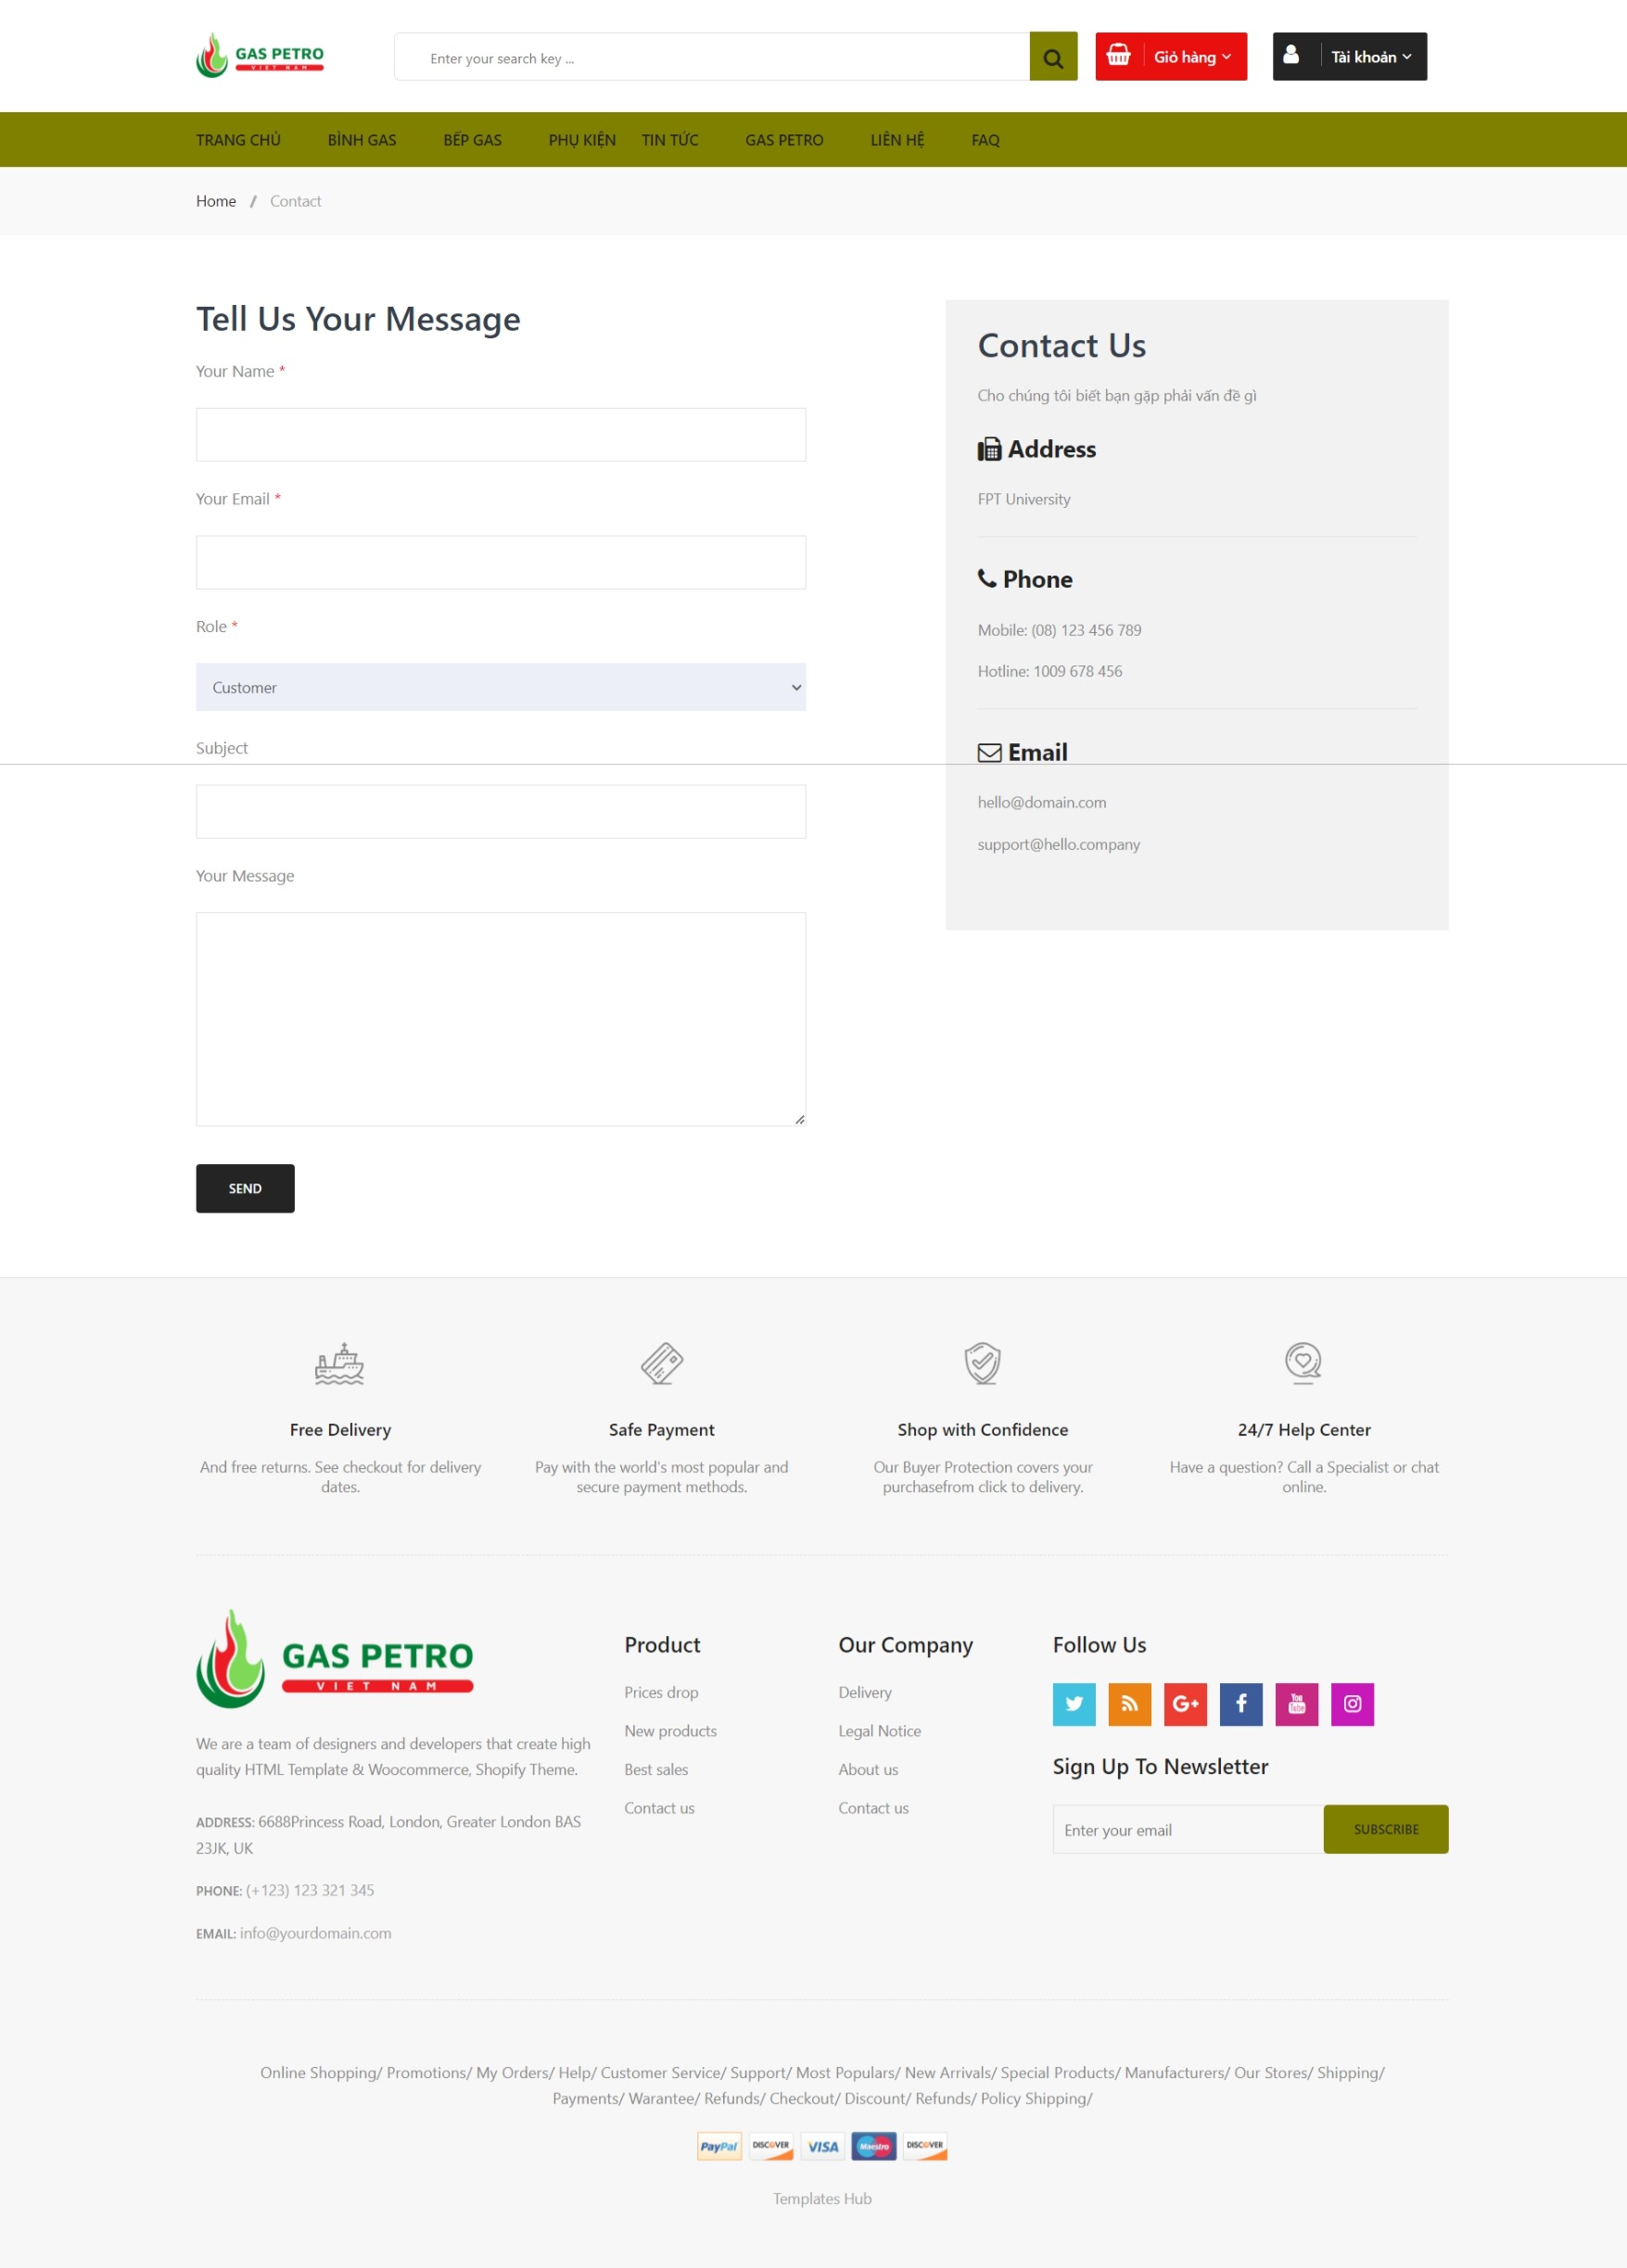 GAS PETRO
VIET NAM
Enter your search key ...
Giỏ hàng
Tài khoản
TRANG CHỦ BÌNH GAS BẾP GAS PHỤ KIỆN TIN TỨC GAS PETRO LIÊN HỆ FAQ
Home / Contact
Tell Us Your Message
Your Name *
Your Email *
Role *
Customer
Subject
Your Message
SEND
Contact Us
Cho chúng tôi biết bạn gặp phải vấn đề gì
Address
FPT University
Phone
Mobile: (08) 123 456 789
Hotline: 1009 678 456
Email
hello@domain.com
support@hello.company
Free Delivery
And free returns. See checkout for delivery
dates.
Safe Payment
Pay with the world's most popular and
secure payment methods.
Shop with Confidence
Our Buyer Protection covers your
purchasefrom click to delivery.
24/7 Help Center
Have a question? Call a Specialist or chat
online.
GAS PETRO
VIET NAM
We are a team of designers and developers that create high
quality HTML Template & Woocommerce, Shopify Theme.
ADDRESS: 6688Princess Road, London, Greater London BAS
23JK, UK
PHONE: (+123) 123 321 345
EMAIL: info@yourdomain.com
Product
Prices drop
New products
Best sales
Contact us
Our Company
Delivery
Legal Notice
About us
Contact us
Follow Us
G+
You
Tube
Sign Up To Newsletter
Enter your email
SUBSCRIBE
Online Shopping/ Promotions/ My Orders/ Help/ Customer Service/ Support/ Most Populars/ New Arrivals/ Special Products/ Manufacturers/ Our Stores/ Shipping/
Payments/ Warantee/ Refunds/ Checkout/ Discount/ Refunds/ Policy Shipping/
PayPal DISCOVER VISA Maestro DISCOVER
Templates Hub